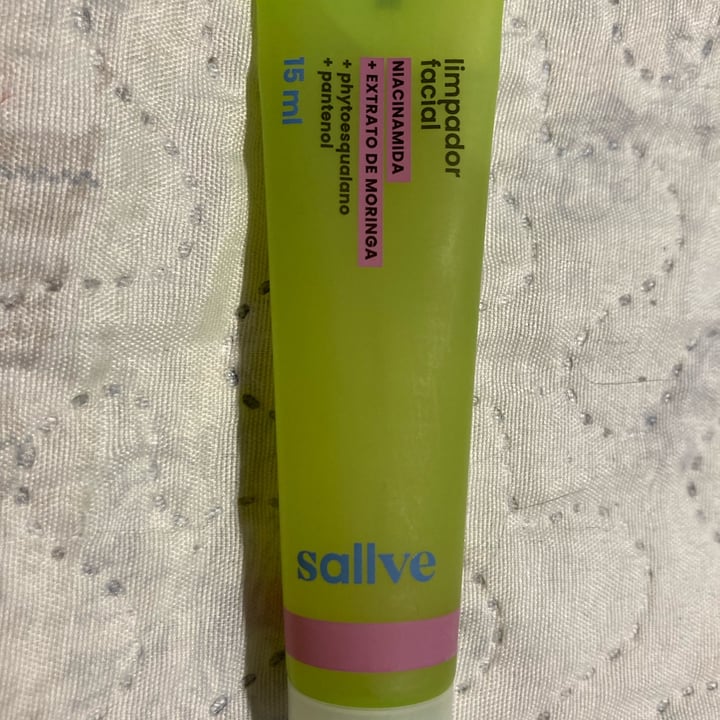 limpador
facial
NIACINAMIDA
+ EXTRATO DE MORINGA
+ phytoesqualano
+ pantenol
15 ml
sallve